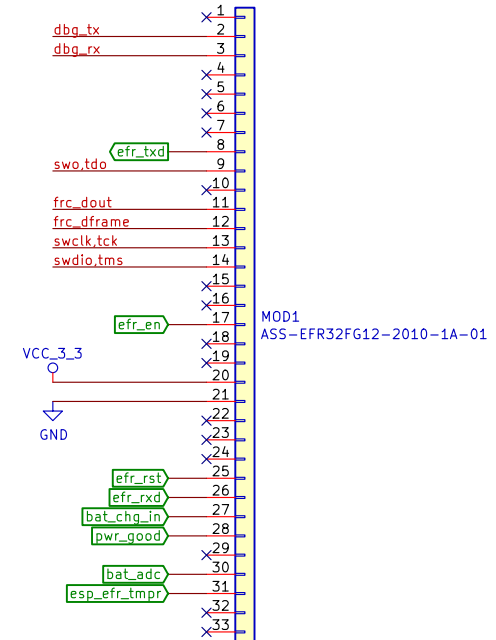 1
dbg_tx 2
dbg_rx 3
4
5
6
7
efr_txd 8
swo,tdo 9
10
frc_dout 11
frc_dframe 12
swclk,tck 13
swdio,tms 14
15
16
efr_en 17
MOD1
ASS-EFR32FG12-2010-1A-01
18
VCC_3_3
19
20
21
GND
22
23
24
efr_rst 25
efr_rxd 26
bat_chg_in 27
pwr_good 28
29
bat_adc 30
esp_efr_tmpr 31
32
33